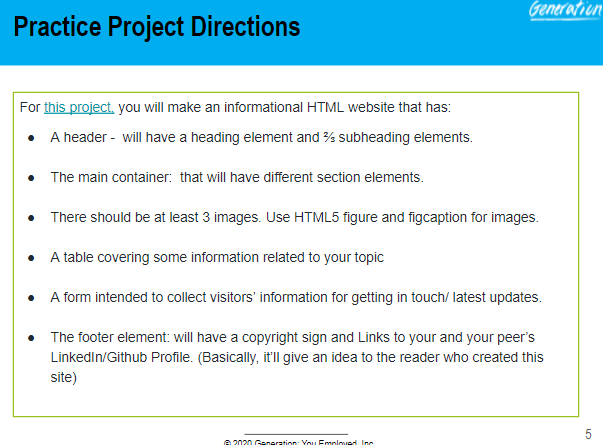 Generation
Practice Project Directions
For this project, you will make an informational HTML website that has:
● A header - will have a heading element and ⅔ subheading elements.
● The main container: that will have different section elements.
● There should be at least 3 images. Use HTML5 figure and figcaption for images.
● A table covering some information related to your topic
● A form intended to collect visitors’ information for getting in touch/ latest updates.
● The footer element: will have a copyright sign and Links to your and your peer’s
LinkedIn/Github Profile. (Basically, it’ll give an idea to the reader who created this
site)
5
© 2020 Generation: You Employed, Inc.